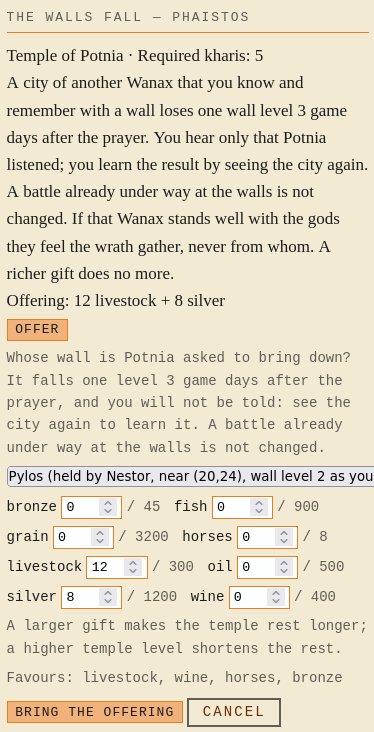 THE WALLS FALL — PHAISTOS
Temple of Potnia · Required kharis: 5
A city of another Wanax that you know and
remember with a wall loses one wall level 3 game
days after the prayer. You hear only that Potnia
listened; you learn the result by seeing the city again.
A battle already under way at the walls is not
changed. If that Wanax stands well with the gods
they feel the wrath gather, never from whom. A
richer gift does no more.
Offering: 12 livestock + 8 silver
OFFER
Whose wall is Potnia asked to bring down?
It falls one level 3 game days after the
prayer, and you will not be told: see the
city again to learn it. A battle already
under way at the walls is not changed.
Pylos (held by Nestor, near (20,24), wall level 2 as you
bronze 0 / 45 fish 0 / 900
grain 0 / 3200 horses 0 / 8
livestock 12 / 300 oil 0 / 500
silver 8 / 1200 wine 0 / 400
A larger gift makes the temple rest longer;
a higher temple level shortens the rest.
Favours: livestock, wine, horses, bronze
BRING THE OFFERING CANCEL